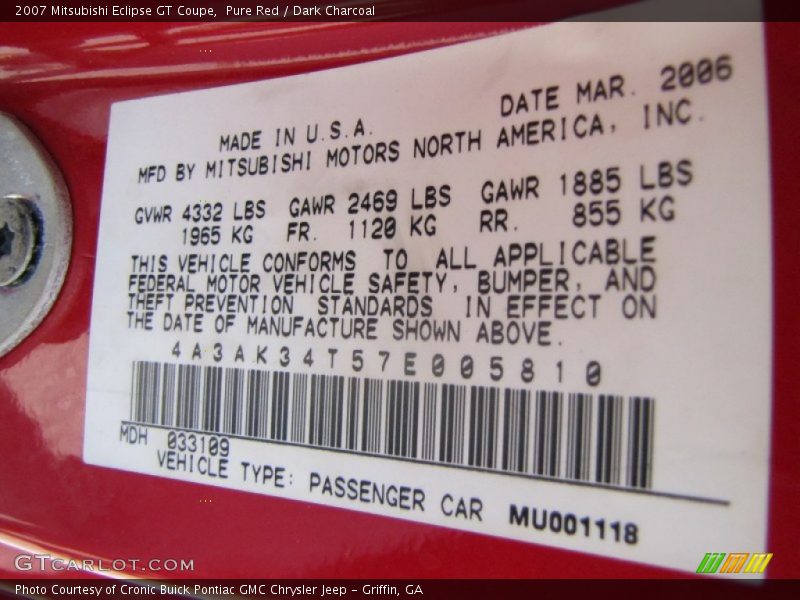 2007 Mitsubishi Eclipse GT Coupe,  Pure Red / Dark Charcoal
MADE IN U.S.A. DATE MAR. 2006
MFD BY MITSUBISHI MOTORS NORTH AMERICA, INC.
GVWR 4332 LBS GAWR 2469 LBS GAWR 1885 LBS
1965 KG FR. 1120 KG RR. 855 KG
THIS VEHICLE CONFORMS TO ALL APPLICABLE
FEDERAL MOTOR VEHICLE SAFETY, BUMPER, AND
THEFT PREVENTION STANDARDS IN EFFECT ON
THE DATE OF MANUFACTURE SHOWN ABOVE.
4A3AK34T57E005810
MDH 033109
VEHICLE TYPE: PASSENGER CAR MU001118
GTCARLOT.COM
Photo Courtesy of Cronic Buick Pontiac GMC Chrysler Jeep - Griffin, GA